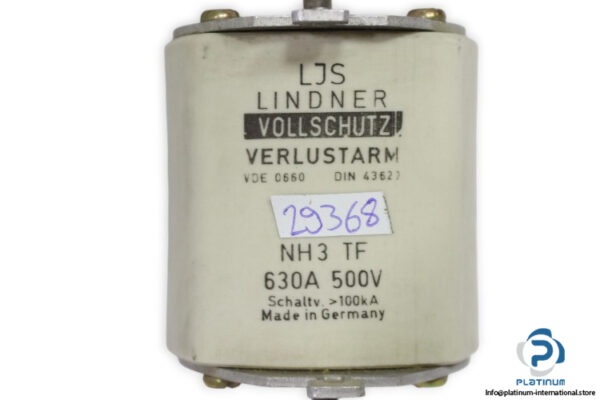 LJS
LINDNER
VOLLSCHUTZ
VERLUSTARM
VDE 0660 DIN 43620
29368
NH3 TF
630A 500V
Schaltv. >100kA
Made in Germany
PLATINUM
Info@platinum-international.store